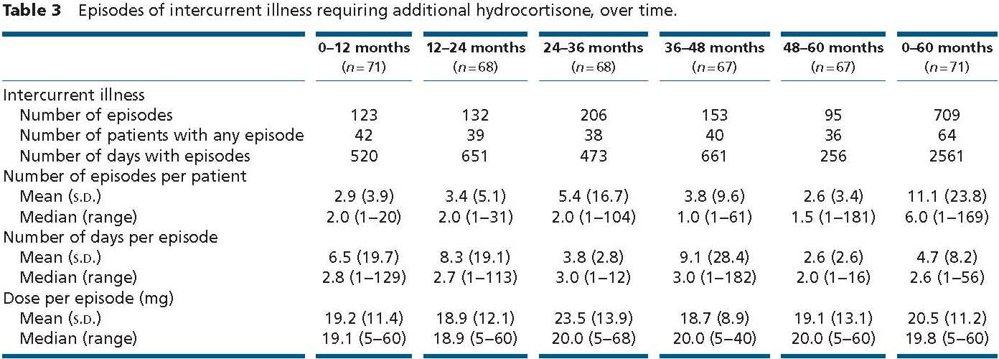 Table 3 Episodes of intercurrent illness requiring additional hydrocortisone, over time.
0–12 months 12–24 months 24–36 months 36–48 months 48–60 months 0–60 months
(n=71) (n=68) (n=68) (n=67) (n=67) (n=71)
Intercurrent illness
Number of episodes 123 132 206 153 95 709
Number of patients with any episode 42 39 38 40 36 64
Number of days with episodes 520 651 473 661 256 2561
Number of episodes per patient
Mean (S.D.) 2.9 (3.9) 3.4 (5.1) 5.4 (16.7) 3.8 (9.6) 2.6 (3.4) 11.1 (23.8)
Median (range) 2.0 (1–20) 2.0 (1–31) 2.0 (1–104) 1.0 (1–61) 1.5 (1–181) 6.0 (1–169)
Number of days per episode
Mean (S.D.) 6.5 (19.7) 8.3 (19.1) 3.8 (2.8) 9.1 (28.4) 2.6 (2.6) 4.7 (8.2)
Median (range) 2.8 (1–129) 2.7 (1–113) 3.0 (1–12) 3.0 (1–182) 2.0 (1–16) 2.6 (1–56)
Dose per episode (mg)
Mean (S.D.) 19.2 (11.4) 18.9 (12.1) 23.5 (13.9) 18.7 (8.9) 19.1 (13.1) 20.5 (11.2)
Median (range) 19.1 (5–60) 18.9 (5–60) 20.0 (5–68) 20.0 (5–40) 20.0 (5–60) 19.8 (5–60)